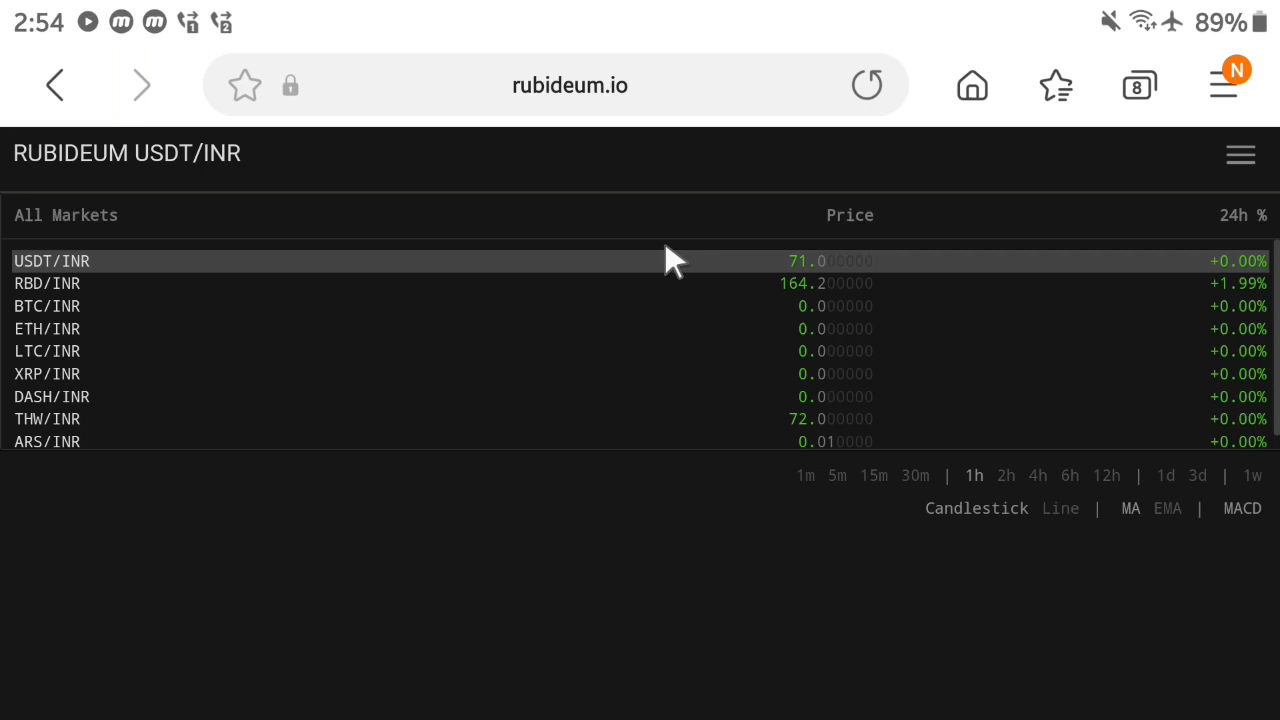 2:54 m m 1 2 89%
rubideum.io 8 N
RUBIDEUM USDT/INR
All Markets Price 24h %
USDT/INR 71.000000 +0.00%
RBD/INR 164.200000 +1.99%
BTC/INR 0.000000 +0.00%
ETH/INR 0.000000 +0.00%
LTC/INR 0.000000 +0.00%
XRP/INR 0.000000 +0.00%
DASH/INR 0.000000 +0.00%
THW/INR 72.000000 +0.00%
ARS/INR 0.010000 +0.00%
1m 5m 15m 30m | 1h 2h 4h 6h 12h | 1d 3d | 1w
Candlestick Line | MA EMA | MACD